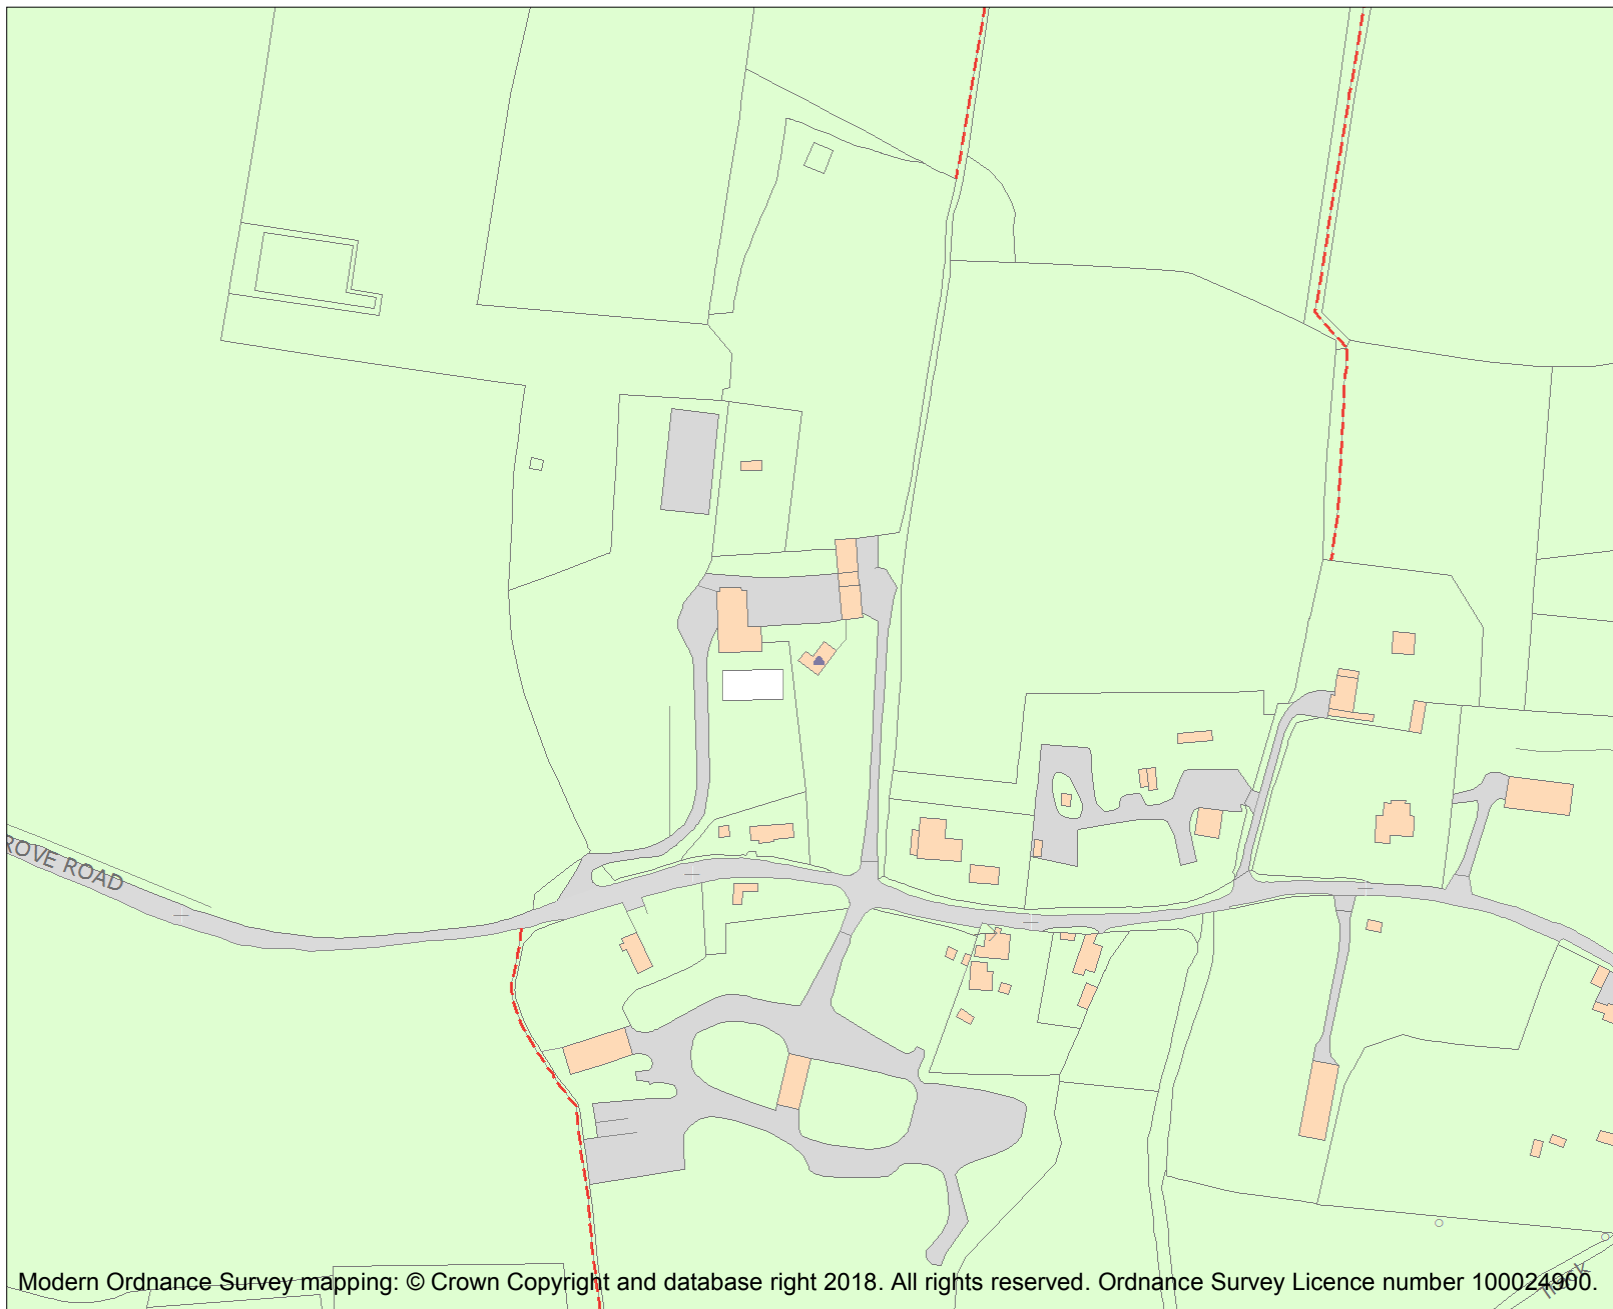 ROVE ROAD
Modern Ordnance Survey mapping: © Crown Copyright and database right 2018. All rights reserved. Ordnance Survey Licence number 100024900.
Track